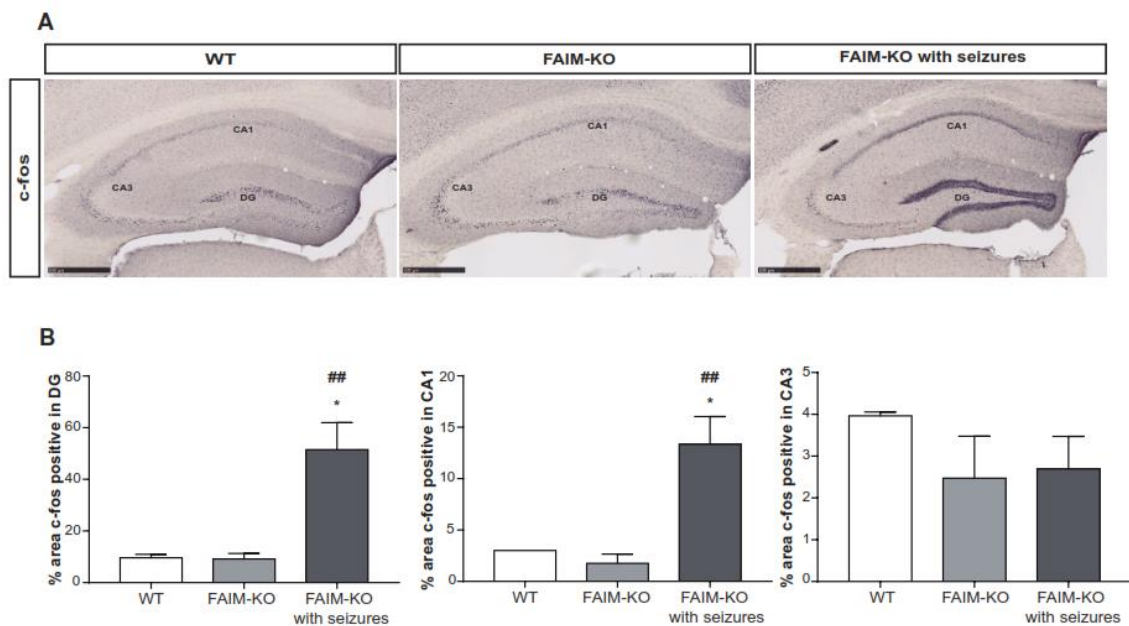 A
WT
FAIM-KO
FAIM-KO with seizures
c-fos
CA1
CA3
DG
CA1
CA3
DG
CA1
CA3
DG
B
% area c-fos positive in DG
80
60
40
20
0
##
*
WT
FAIM-KO
FAIM-KO
with seizures
% area c-fos positive in CA1
20
15
10
5
0
##
*
WT
FAIM-KO
FAIM-KO
with seizures
% area c-fos positive in CA3
5
4
3
2
1
0
WT
FAIM-KO
FAIM-KO
with seizures